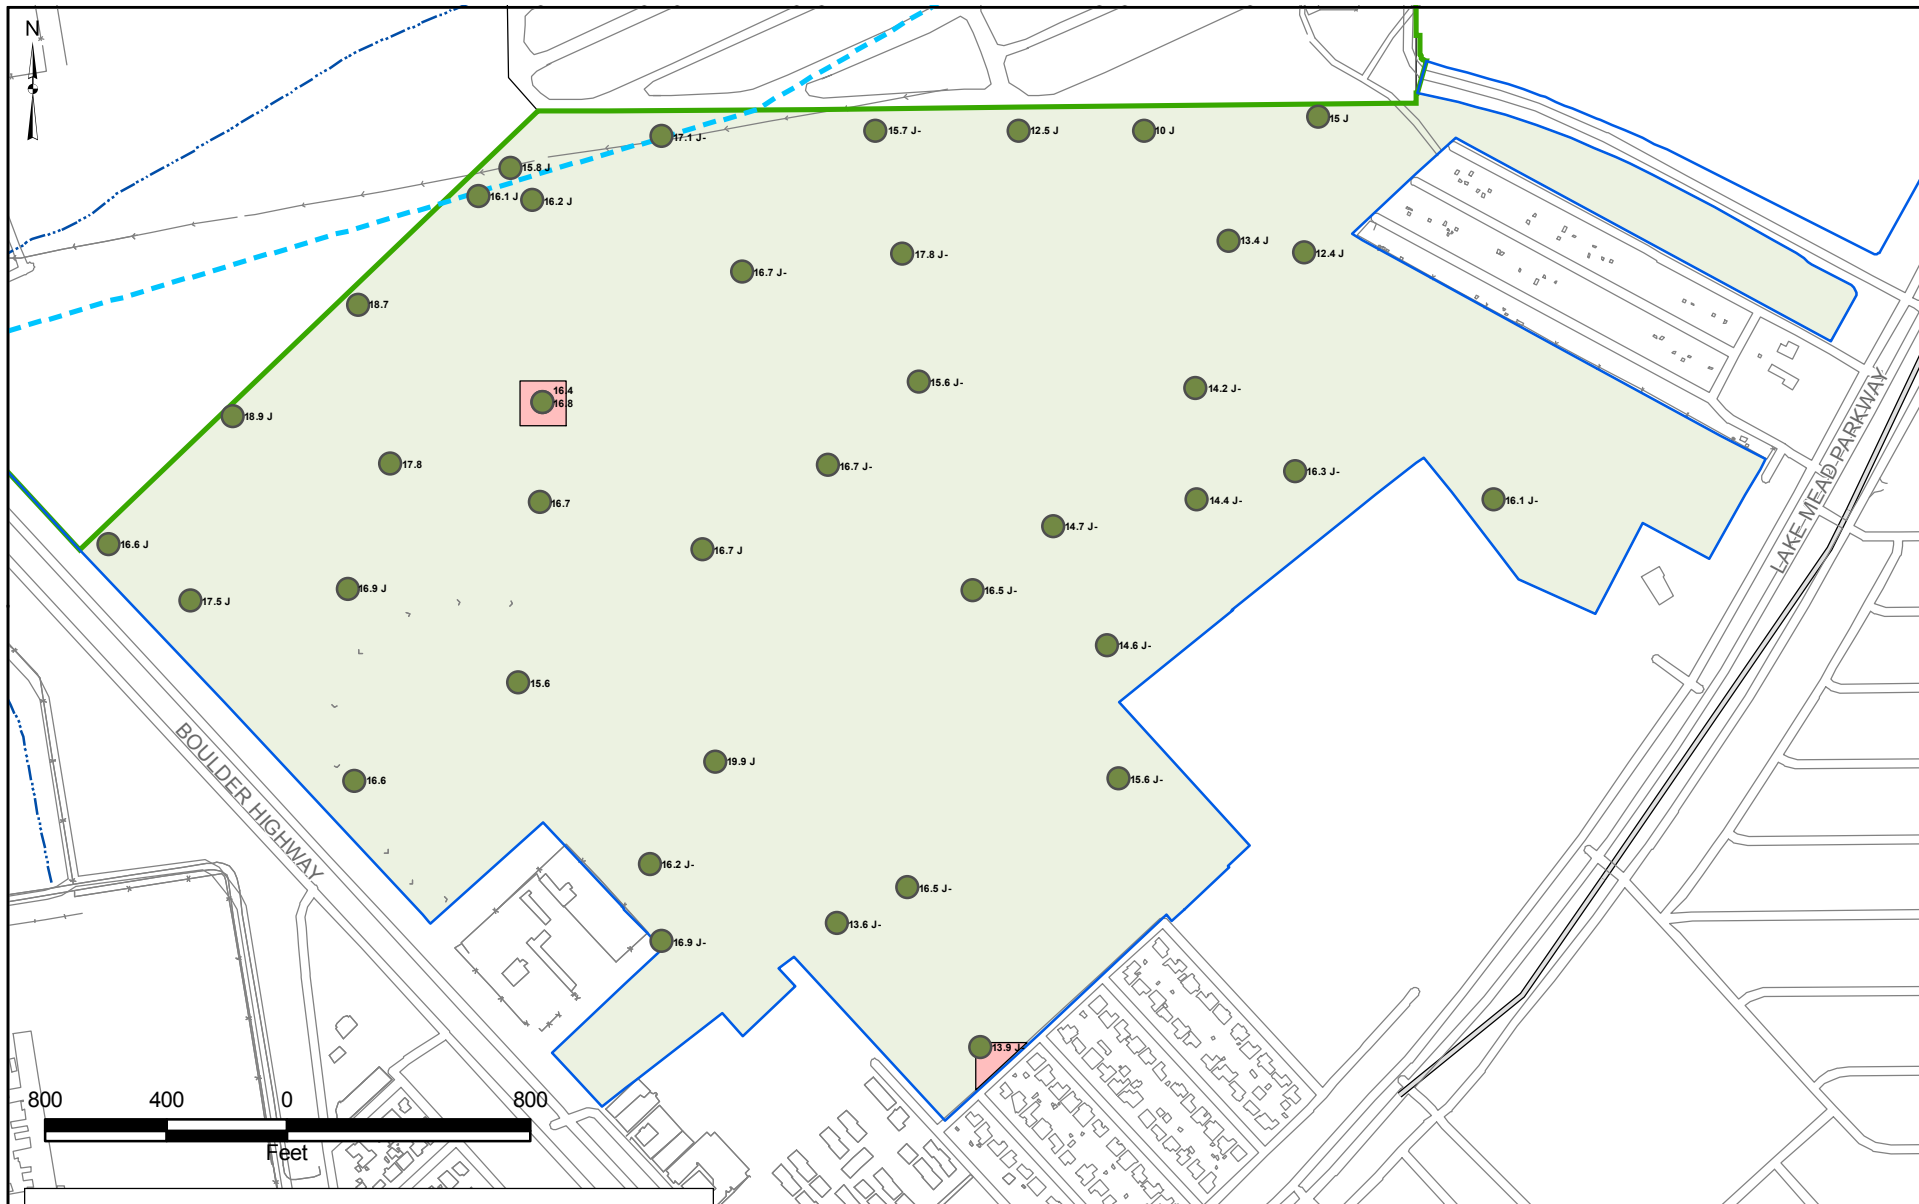 N
15 J
17.1 J-
15.7 J-
12.5 J
10 J
15.8 J
16.1 J
16.2 J
13.4 J
12.4 J
17.8 J-
16.7 J-
18.7
15.6 J-
14.2 J-
16.4
16.8
18.9 J
17.8
16.7 J-
16.3 J-
16.7
14.4 J-
16.1 J-
14.7 J-
16.6 J
16.7 J
16.9 J
16.5 J-
17.5 J
14.6 J-
15.6
19.9 J
16.6
15.6 J-
16.2 J-
16.5 J-
13.6 J-
16.9 J-
13.9 J-
LAKE MEAD PARKWAY
BOULDER HIGHWAY
800 400 0 800
Feet